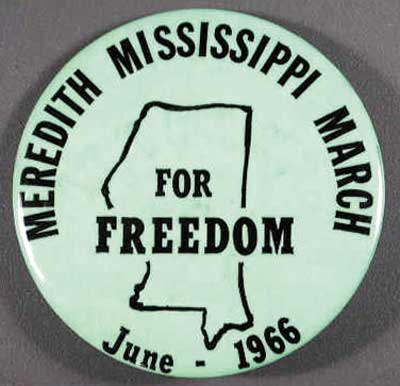 MEREDITH MISSISSIPPI MARCH
FOR
FREEDOM
June - 1966